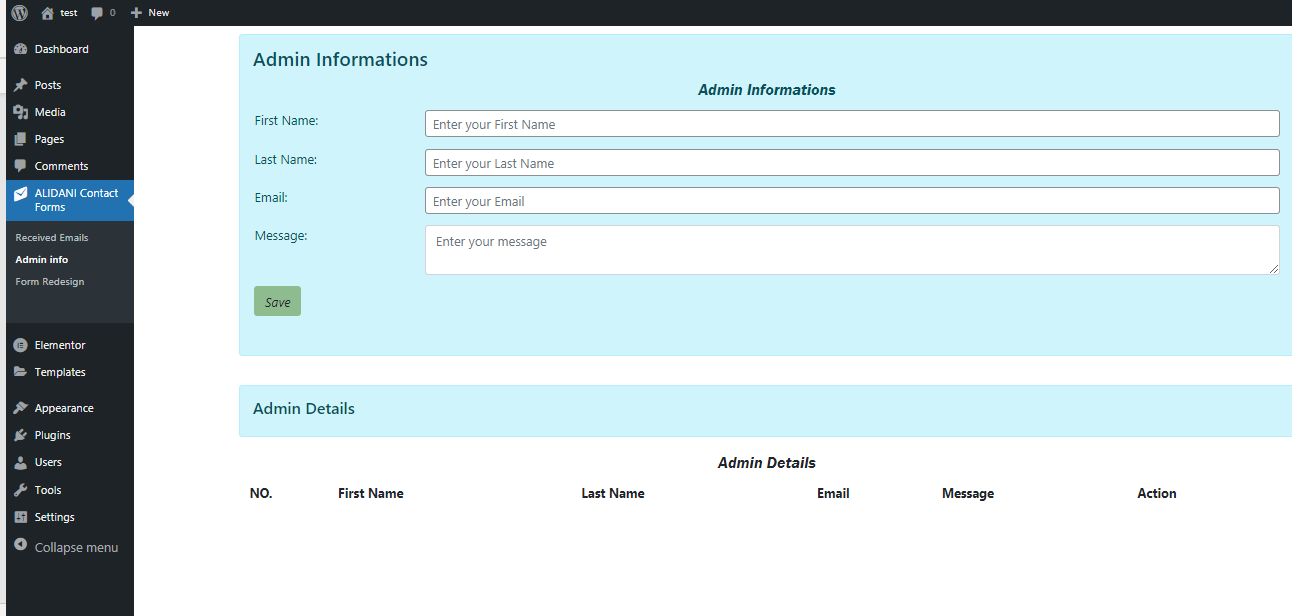 test 0 New
Dashboard
Posts
Media
Pages
Comments
ALIDANI Contact
Forms
Received Emails
Admin info
Form Redesign
Elementor
Templates
Appearance
Plugins
Users
Tools
Settings
Collapse menu
Admin Informations
Admin Informations
First Name: Enter your First Name
Last Name: Enter your Last Name
Email: Enter your Email
Message: Enter your message
Save
Admin Details
Admin Details
NO. First Name Last Name Email Message Action